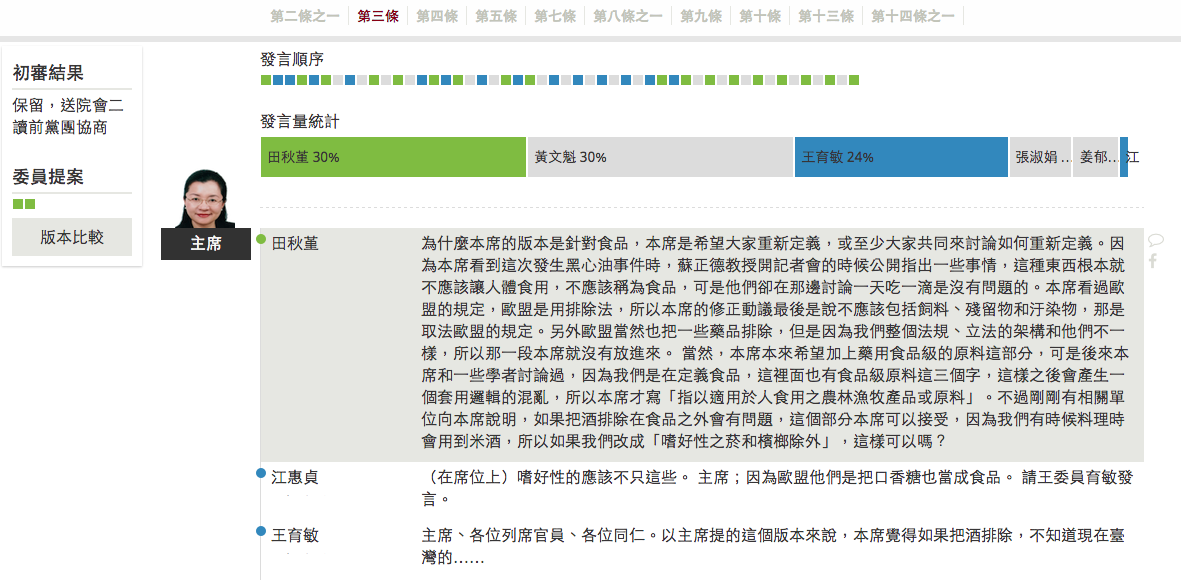 第二條之一 第三條 第四條 第五條 第七條 第八條之一 第九條 第十條 第十三條 第十四條之一
初審結果
保留，送院會二
讀前黨團協商
委員提案
版本比較
主席
發言順序
發言量統計
田秋堇 30% 黃文魁 30% 王育敏 24% 張淑娟 ... 姜郁... 江
田秋堇
為什麼本席的版本是針對食品，本席是希望大家重新定義，或至少大家共同來討論如何重新定義。因
為本席看到這次發生黑心油事件時，蘇正德教授開記者會的時候公開指出一些事情，這種東西根本就
不應該讓人體食用，不應該稱為食品，可是他們卻在那邊討論一天吃一滴是沒有問題的。本席看過歐
盟的規定，歐盟是用排除法，所以本席的修正動議最後是說不應該包括飼料、殘留物和汙染物，那是
取法歐盟的規定。另外歐盟當然也把一些藥品排除，但是因為我們整個法規、立法的架構和他們不一
樣，所以那一段本席就沒有放進來。 當然，本席本來希望加上藥用食品級的原料這部分，可是後來本
席和一些學者討論過，因為我們是在定義食品，這裡面也有食品級原料這三個字，這樣之後會產生一
個套用邏輯的混亂，所以本席才寫「指以適用於人食用之農林漁牧產品或原料」。不過剛剛有相關單
位向本席說明，如果把酒排除在食品之外會有問題，這個部分本席可以接受，因為我們有時候料理時
會用到米酒，所以如果我們改成「嗜好性之菸和檳榔除外」，這樣可以嗎？
江惠貞
（在席位上）嗜好性的應該不只這些。 主席；因為歐盟他們是把口香糖也當成食品。 請王委員育敏發
言。
王育敏
主席、各位列席官員、各位同仁。以主席提的這個版本來說，本席覺得如果把酒排除，不知道現在臺
灣的……